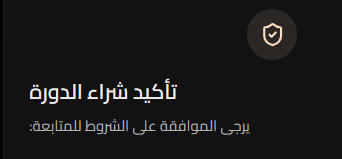 تأكيد شراء الدورة
يرجى الموافقة على الشروط للمتابعة: